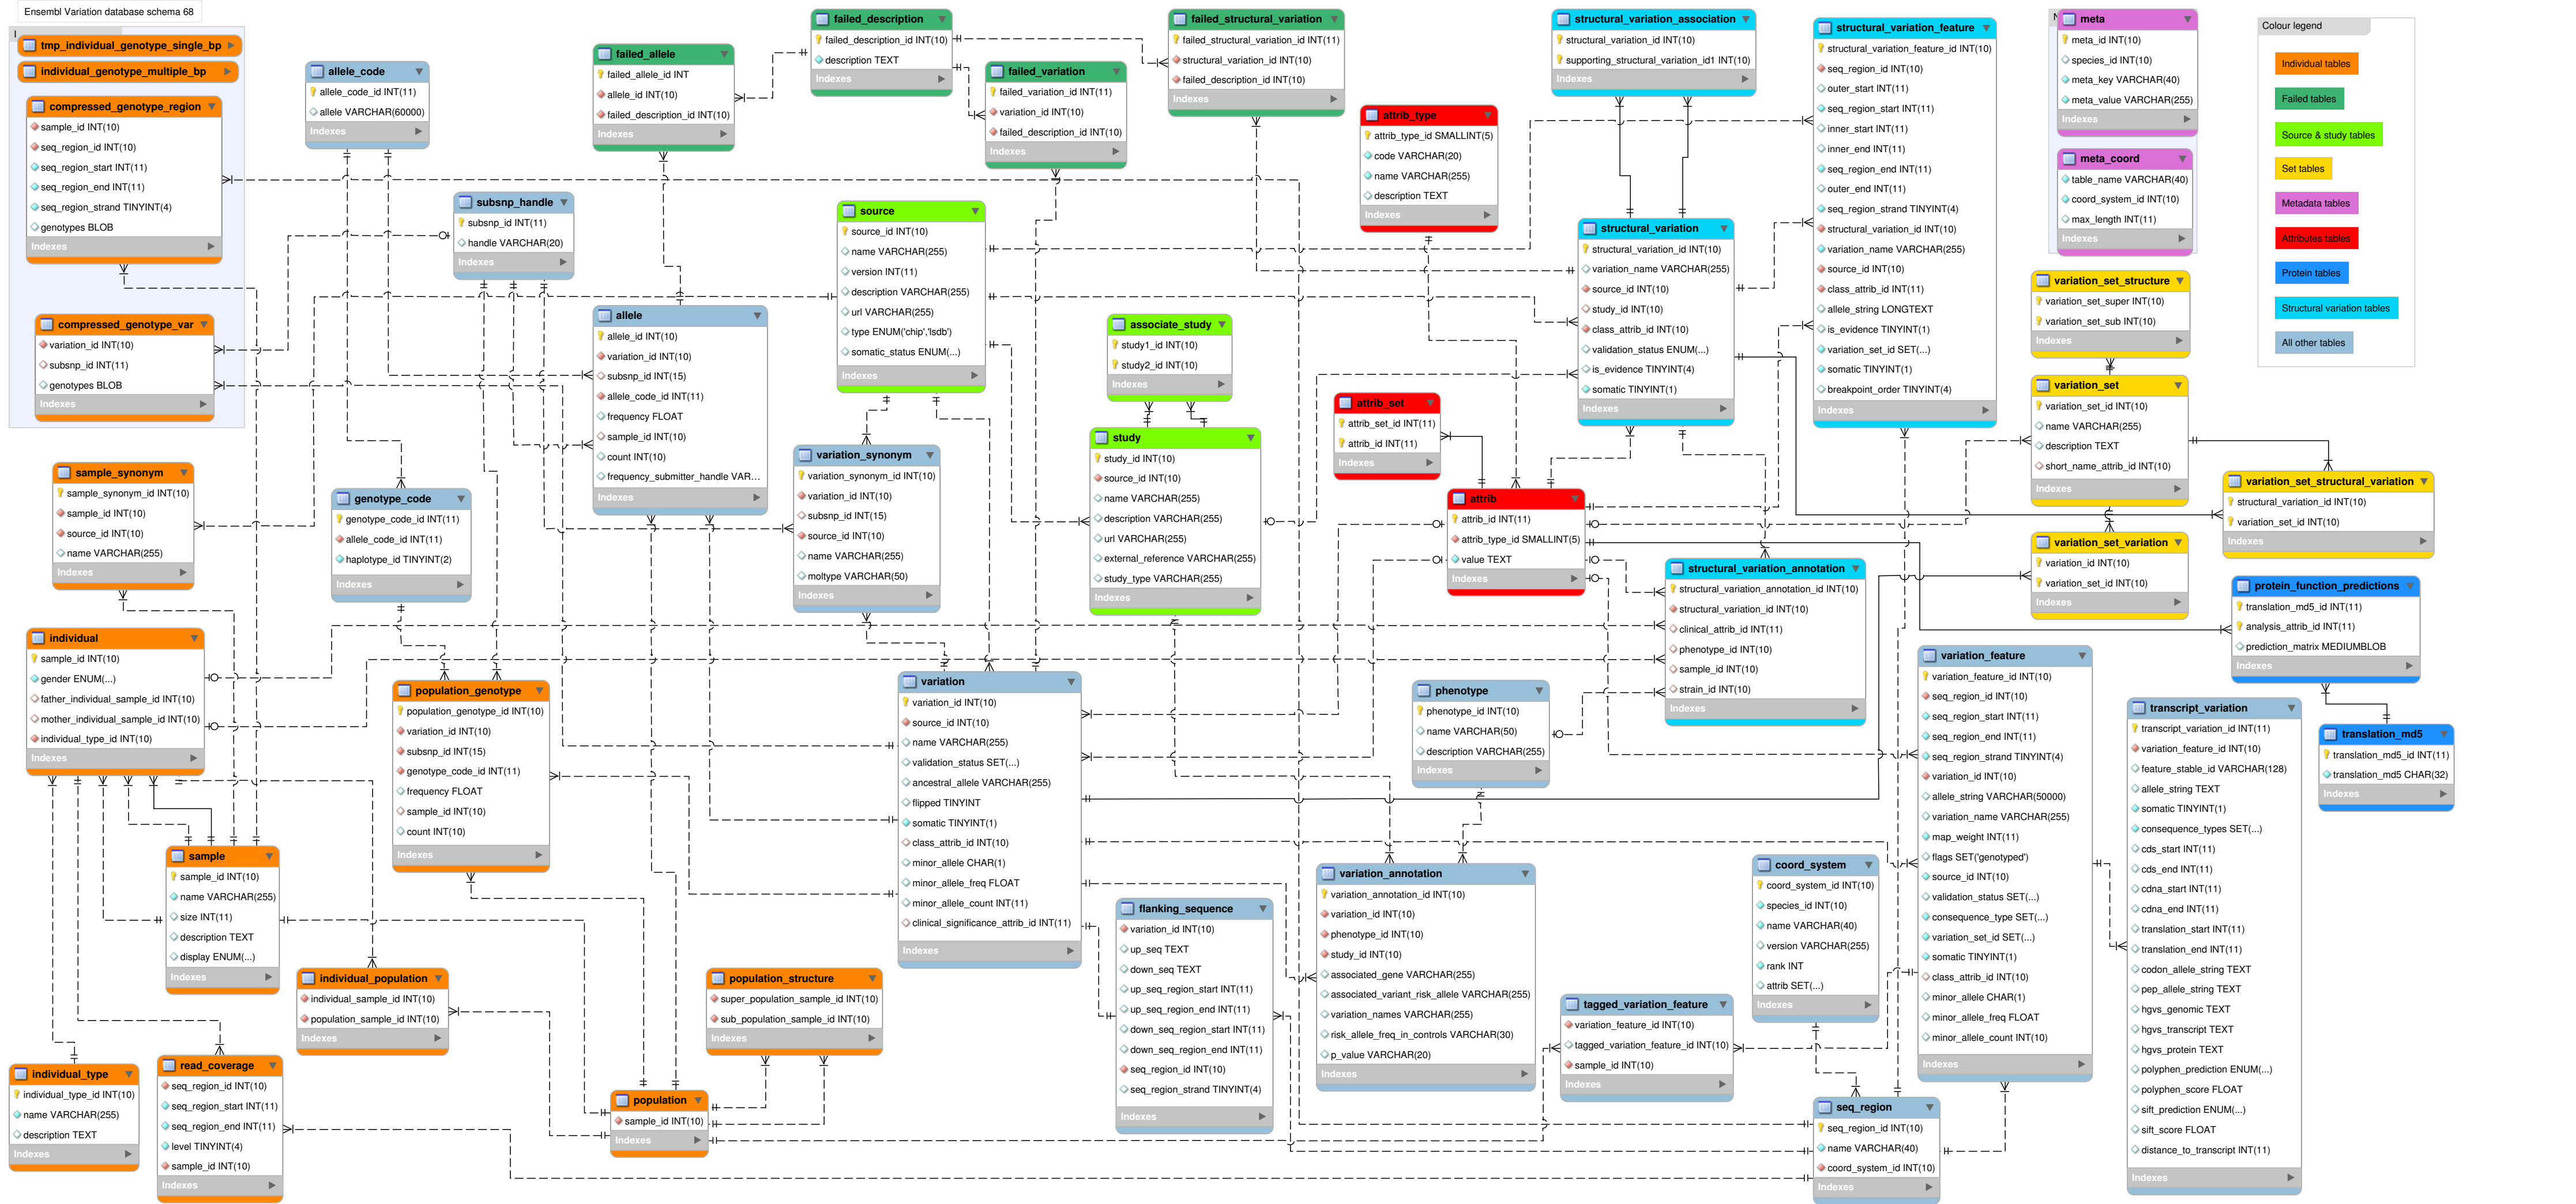 Ensembl Variation database schema 68
I
tmp_individual_genotype_single_bp
individual_genotype_multiple_bp
compressed_genotype_region
sample_id INT(10)
seq_region_id INT(10)
seq_region_start INT(11)
seq_region_end INT(11)
seq_region_strand TINYINT(4)
genotypes BLOB
Indexes
compressed_genotype_var
variation_id INT(10)
subsnp_id INT(11)
genotypes BLOB
Indexes
allele_code
allele_code_id INT(11)
allele VARCHAR(60000)
Indexes
subsnp_handle
subsnp_id INT(11)
handle VARCHAR(20)
Indexes
failed_allele
failed_allele_id INT
allele_id INT(10)
failed_description_id INT(10)
Indexes
failed_description
failed_description_id INT(10)
description TEXT
Indexes
failed_variation
failed_variation_id INT(11)
variation_id INT(10)
failed_description_id INT(10)
Indexes
failed_structural_variation
failed_structural_variation_id INT(11)
structural_variation_id INT(10)
failed_description_id INT(10)
Indexes
attrib_type
attrib_type_id SMALLINT(5)
code VARCHAR(20)
name VARCHAR(255)
description TEXT
Indexes
structural_variation_association
structural_variation_id INT(10)
supporting_structural_variation_id1 INT(10)
Indexes
structural_variation
structural_variation_id INT(10)
variation_name VARCHAR(255)
source_id INT(10)
study_id INT(10)
class_attrib_id INT(10)
validation_status ENUM(...)
is_evidence TINYINT(4)
somatic TINYINT(1)
Indexes
structural_variation_feature
structural_variation_feature_id INT(10)
seq_region_id INT(10)
outer_start INT(11)
seq_region_start INT(11)
inner_start INT(11)
inner_end INT(11)
seq_region_end INT(11)
outer_end INT(11)
seq_region_strand TINYINT(4)
structural_variation_id INT(10)
variation_name VARCHAR(255)
source_id INT(10)
class_attrib_id INT(11)
allele_string LONGTEXT
is_evidence TINYINT(1)
variation_set_id SET(...)
somatic TINYINT(1)
breakpoint_order TINYINT(4)
Indexes
meta
meta_id INT(10)
species_id INT(10)
meta_key VARCHAR(40)
meta_value VARCHAR(255)
Indexes
meta_coord
table_name VARCHAR(40)
coord_system_id INT(10)
max_length INT(11)
Indexes
Colour legend
Individual tables
Failed tables
Source & study tables
Set tables
Metadata tables
Attributes tables
Protein tables
Structural variation tables
All other tables
source
source_id INT(10)
name VARCHAR(255)
version INT(11)
description VARCHAR(255)
url VARCHAR(255)
type ENUM('chip','lsdb')
somatic_status ENUM(...)
Indexes
allele
allele_id INT(10)
variation_id INT(10)
subsnp_id INT(15)
allele_code_id INT(11)
frequency FLOAT
sample_id INT(10)
count INT(10)
frequency_submitter_handle VAR...
Indexes
associate_study
study1_id INT(10)
study2_id INT(10)
Indexes
study
study_id INT(10)
source_id INT(10)
name VARCHAR(255)
description VARCHAR(255)
url VARCHAR(255)
external_reference VARCHAR(255)
study_type VARCHAR(255)
Indexes
variation_synonym
variation_synonym_id INT(10)
variation_id INT(10)
subsnp_id INT(15)
source_id INT(10)
name VARCHAR(255)
moltype VARCHAR(50)
Indexes
attrib_set
attrib_set_id INT(11)
attrib_id INT(11)
Indexes
attrib
attrib_id INT(11)
attrib_type_id SMALLINT(5)
value TEXT
Indexes
variation_set_structure
variation_set_super INT(10)
variation_set_sub INT(10)
Indexes
variation_set
variation_set_id INT(10)
name VARCHAR(255)
description TEXT
short_name_attrib_id INT(10)
Indexes
variation_set_structural_variation
structural_variation_id INT(10)
variation_set_id INT(10)
Indexes
variation_set_variation
variation_id INT(10)
variation_set_id INT(10)
Indexes
protein_function_predictions
translation_md5_id INT(11)
analysis_attrib_id INT(11)
prediction_matrix MEDIUMBLOB
Indexes
translation_md5
translation_md5_id INT(11)
translation_md5 CHAR(32)
Indexes
structural_variation_annotation
structural_variation_annotation_id INT(10)
structural_variation_id INT(10)
clinical_attrib_id INT(11)
phenotype_id INT(10)
sample_id INT(10)
strain_id INT(10)
Indexes
sample_synonym
sample_synonym_id INT(10)
sample_id INT(10)
source_id INT(10)
name VARCHAR(255)
Indexes
genotype_code
genotype_code_id INT(11)
allele_code_id INT(11)
haplotype_id TINYINT(2)
Indexes
individual
sample_id INT(10)
gender ENUM(...)
father_individual_sample_id INT(10)
mother_individual_sample_id INT(10)
individual_type_id INT(10)
Indexes
population_genotype
population_genotype_id INT(10)
variation_id INT(10)
subsnp_id INT(15)
genotype_code_id INT(11)
frequency FLOAT
sample_id INT(10)
count INT(10)
Indexes
variation
variation_id INT(10)
source_id INT(10)
name VARCHAR(255)
validation_status SET(...)
ancestral_allele VARCHAR(255)
flipped TINYINT
somatic TINYINT(1)
class_attrib_id INT(10)
minor_allele CHAR(1)
minor_allele_freq FLOAT
minor_allele_count INT(11)
clinical_significance_attrib_id INT(11)
Indexes
phenotype
phenotype_id INT(10)
name VARCHAR(50)
description VARCHAR(255)
Indexes
variation_feature
variation_feature_id INT(10)
seq_region_id INT(10)
seq_region_start INT(11)
seq_region_end INT(11)
seq_region_strand TINYINT(4)
variation_id INT(10)
allele_string VARCHAR(50000)
variation_name VARCHAR(255)
map_weight INT(11)
flags SET('genotyped')
source_id INT(10)
validation_status SET(...)
consequence_type SET(...)
variation_set_id SET(...)
somatic TINYINT(1)
class_attrib_id INT(10)
minor_allele CHAR(1)
minor_allele_freq FLOAT
minor_allele_count INT(10)
Indexes
transcript_variation
transcript_variation_id INT(11)
variation_feature_id INT(10)
feature_stable_id VARCHAR(128)
allele_string TEXT
somatic TINYINT(1)
consequence_types SET(...)
cds_start INT(11)
cds_end INT(11)
cdna_start INT(11)
cdna_end INT(11)
translation_start INT(11)
translation_end INT(11)
codon_allele_string TEXT
pep_allele_string TEXT
hgvs_genomic TEXT
hgvs_transcript TEXT
hgvs_protein TEXT
polyphen_prediction ENUM(...)
polyphen_score FLOAT
sift_prediction ENUM(...)
sift_score FLOAT
distance_to_transcript INT(11)
Indexes
sample
sample_id INT(10)
name VARCHAR(255)
size INT(11)
description TEXT
display ENUM(...)
Indexes
individual_population
individual_sample_id INT(10)
population_sample_id INT(10)
Indexes
population_structure
super_population_sample_id INT(10)
sub_population_sample_id INT(10)
Indexes
flanking_sequence
variation_id INT(10)
up_seq TEXT
down_seq TEXT
up_seq_region_start INT(11)
up_seq_region_end INT(11)
down_seq_region_start INT(11)
down_seq_region_end INT(11)
seq_region_id INT(10)
seq_region_strand TINYINT(4)
Indexes
variation_annotation
variation_annotation_id INT(10)
variation_id INT(10)
phenotype_id INT(10)
study_id INT(10)
associated_gene VARCHAR(255)
associated_variant_risk_allele VARCHAR(255)
variation_names VARCHAR(255)
risk_allele_freq_in_controls VARCHAR(30)
p_value VARCHAR(20)
Indexes
coord_system
coord_system_id INT(10)
species_id INT(10)
name VARCHAR(40)
version VARCHAR(255)
rank INT
attrib SET(...)
Indexes
tagged_variation_feature
variation_feature_id INT(10)
tagged_variation_feature_id INT(10)
sample_id INT(10)
Indexes
individual_type
individual_type_id INT(10)
name VARCHAR(255)
description TEXT
Indexes
read_coverage
seq_region_id INT(10)
seq_region_start INT(11)
seq_region_end INT(11)
level TINYINT(4)
sample_id INT(10)
Indexes
population
sample_id INT(10)
Indexes
seq_region
seq_region_id INT(10)
name VARCHAR(40)
coord_system_id INT(10)
Indexes